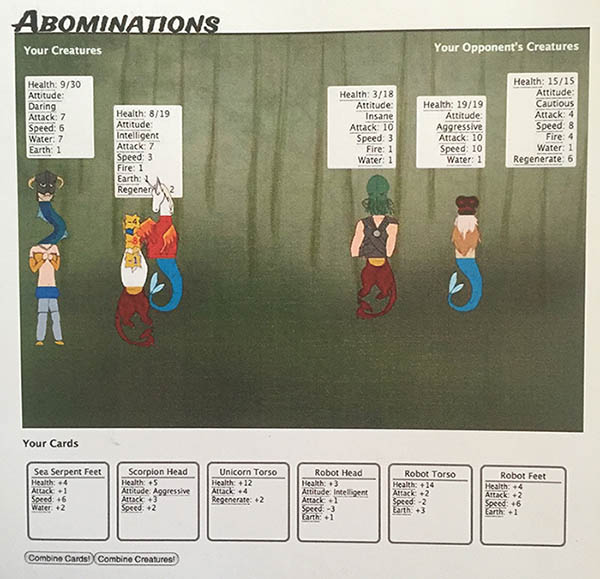 ABOMINATIONS
Your Creatures
Your Opponent's Creatures
Health: 9/30
Attitude:
Daring
Attack: 7
Speed: 6
Water: 7
Earth: 1
Health: 8/19
Attitude:
Intelligent
Attack: 7
Speed: 3
Fire: 1
Earth: 1
2
Health: 3/18
Attitude:
Insane
Attack: 10
Speed: 3
Fire: 1
Water: 1
Health: 19/19
Attitude:
Aggressive
Attack: 10
Speed: 10
Water: 1
Health: 15/15
Attitude:
Cautious
Attack: 4
Speed: 8
Fire: 4
Water: 1
Regenerate: 6
-4
-8
-1
Your Cards
Sea Serpent Feet
Health: +4
Attack: +1
Speed: +6
Water: +2
Scorpion Head
Health: +5
Attitude: Aggressive
Attack: +3
Speed: +2
Unicorn Torso
Health: +12
Attack: +4
Regenerate: +2
Robot Head
Health: +3
Attitude: Intelligent
Attack: +1
Speed: -3
Earth: +1
Robot Torso
Health: +14
Attack: +2
Speed: -2
Earth: +3
Robot Feet
Health: +4
Attack: +2
Speed: +6
Earth: +1
Combine Cards! Combine Creatures!